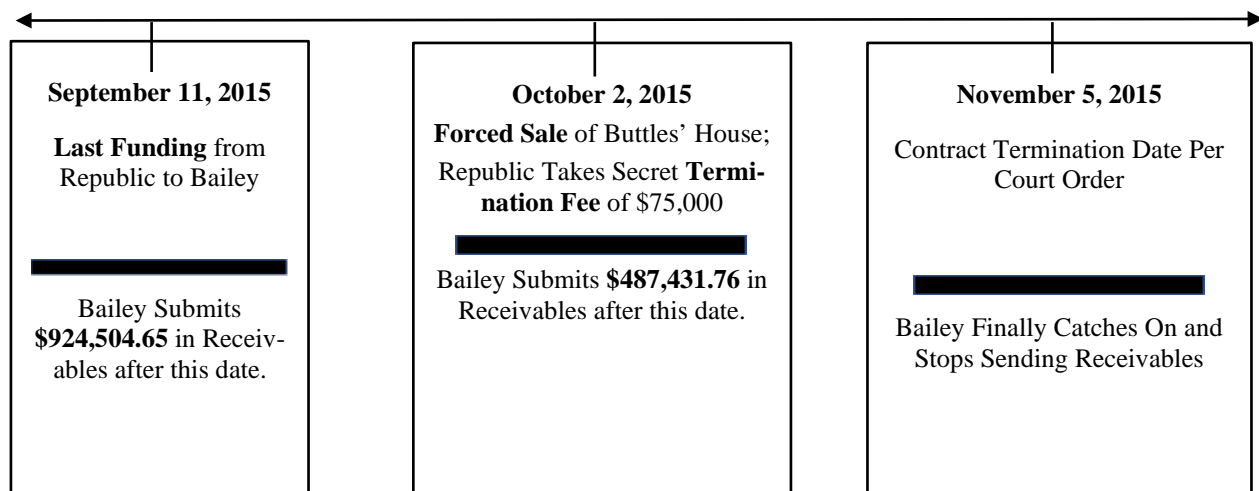 September 11, 2015
Last Funding from
Republic to Bailey
Bailey Submits
$924,504.65 in Receiv-
ables after this date.
October 2, 2015
Forced Sale of Buttles' House;
Republic Takes Secret Termi-
nation Fee of $75,000
Bailey Submits $487,431.76 in
Receivables after this date.
November 5, 2015
Contract Termination Date Per
Court Order
Bailey Finally Catches On and
Stops Sending Receivables